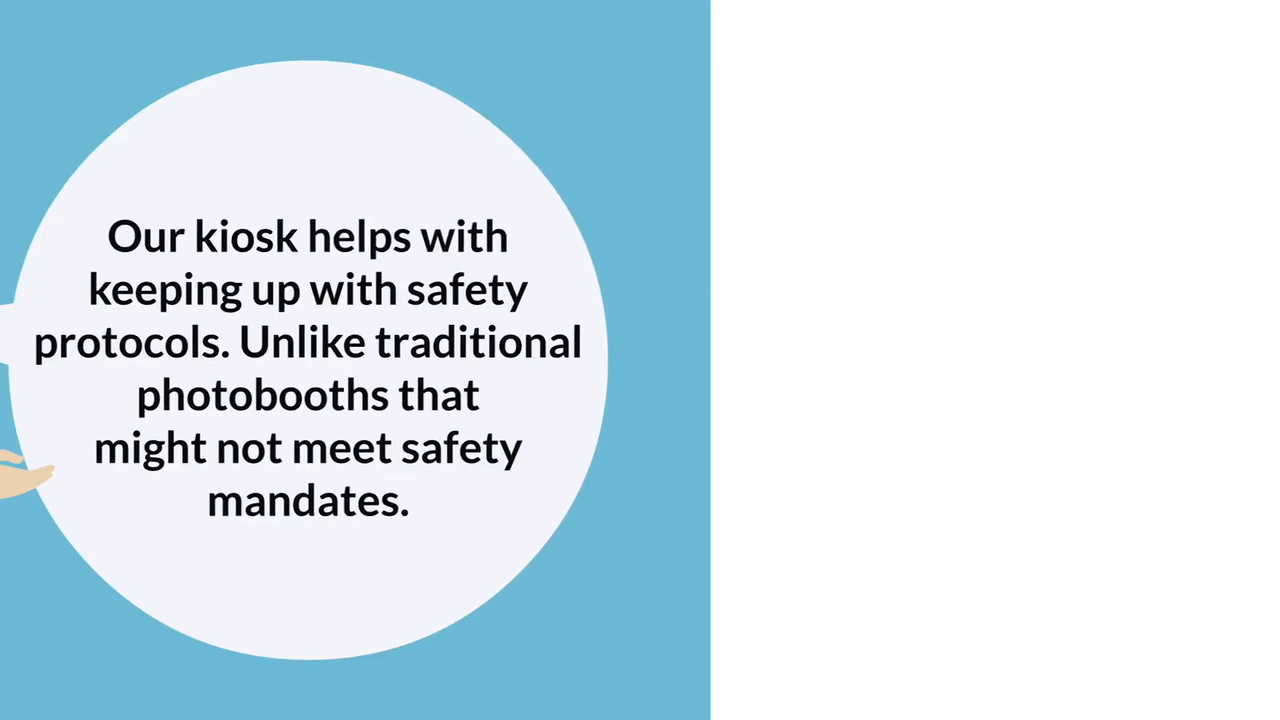 Our kiosk helps with
keeping up with safety
protocols. Unlike traditional
photobooths that
might not meet safety
mandates.